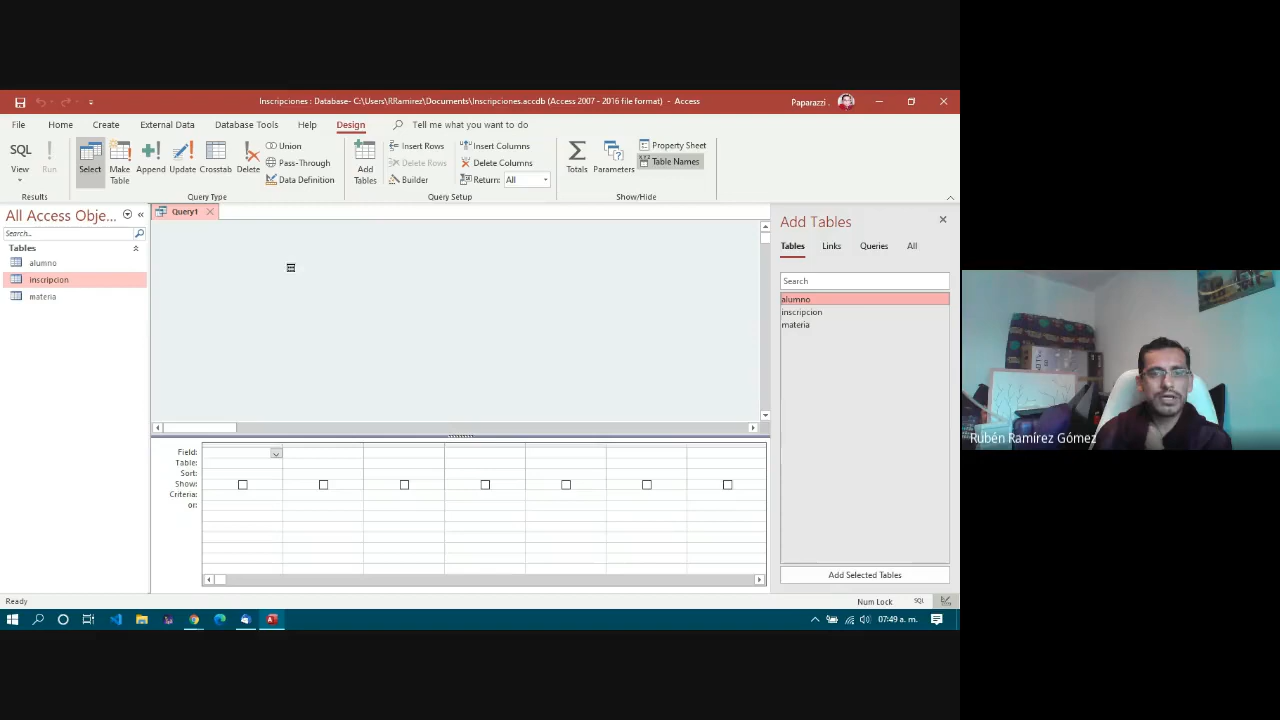 Inscripciones : Database- C:\Users\RRamirez\Documents\Inscripciones.accdb (Access 2007 - 2016 file format) - Access
Paparazzi .
File Home Create External Data Database Tools Help Design Tell me what you want to do
SQL
View
Run
Results
Select
Make
Table
Append
Update
Crosstab
Delete
Union
Pass-Through
Data Definition
Query Type
Add
Tables
Insert Rows
Delete Rows
Builder
Insert Columns
Delete Columns
Return: All
Query Setup
Totals
Parameters
Property Sheet
Table Names
Show/Hide
All Access Obje...
Search...
Tables
alumno
inscripcion
materia
Query1
Field:
Table:
Sort:
Show:
Criteria:
or:
Add Tables
Tables Links Queries All
Search
alumno
inscripcion
materia
Add Selected Tables
Ready
Num Lock
SQL
07:49 a. m.
Rubén Ramírez Gómez